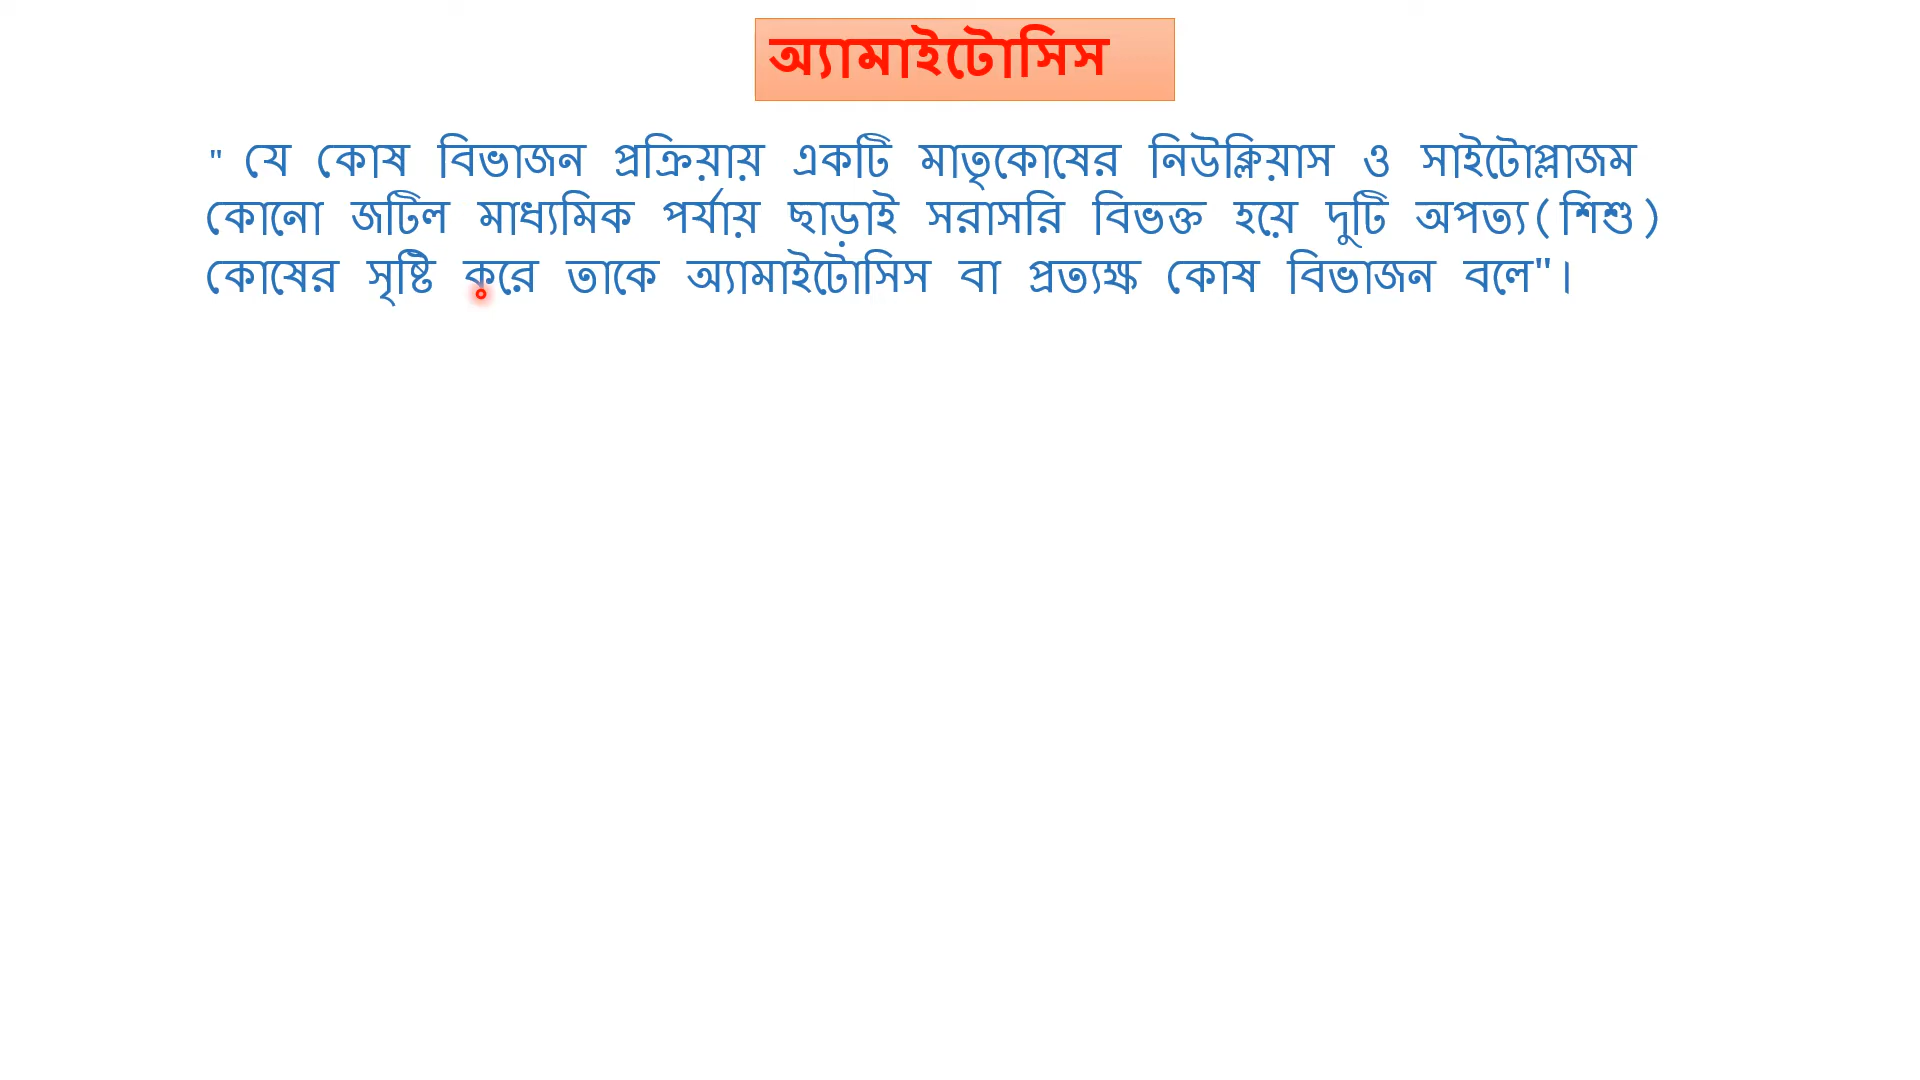 অ্যামাইটোসিস
" যে কোষ বিভাজন প্রক্রিয়ায় একটি মাতৃকোষের নিউক্লিয়াস ও সাইটোপ্লাজম
কোনো জটিল মাধ্যমিক পর্যায় ছাড়াই সরাসরি বিভক্ত হয়ে দুটি অপত্য(শিশু)
কোষের সৃষ্টি করে তাকে অ্যামাইটোসিস বা প্রত্যক্ষ কোষ বিভাজন বলে"।